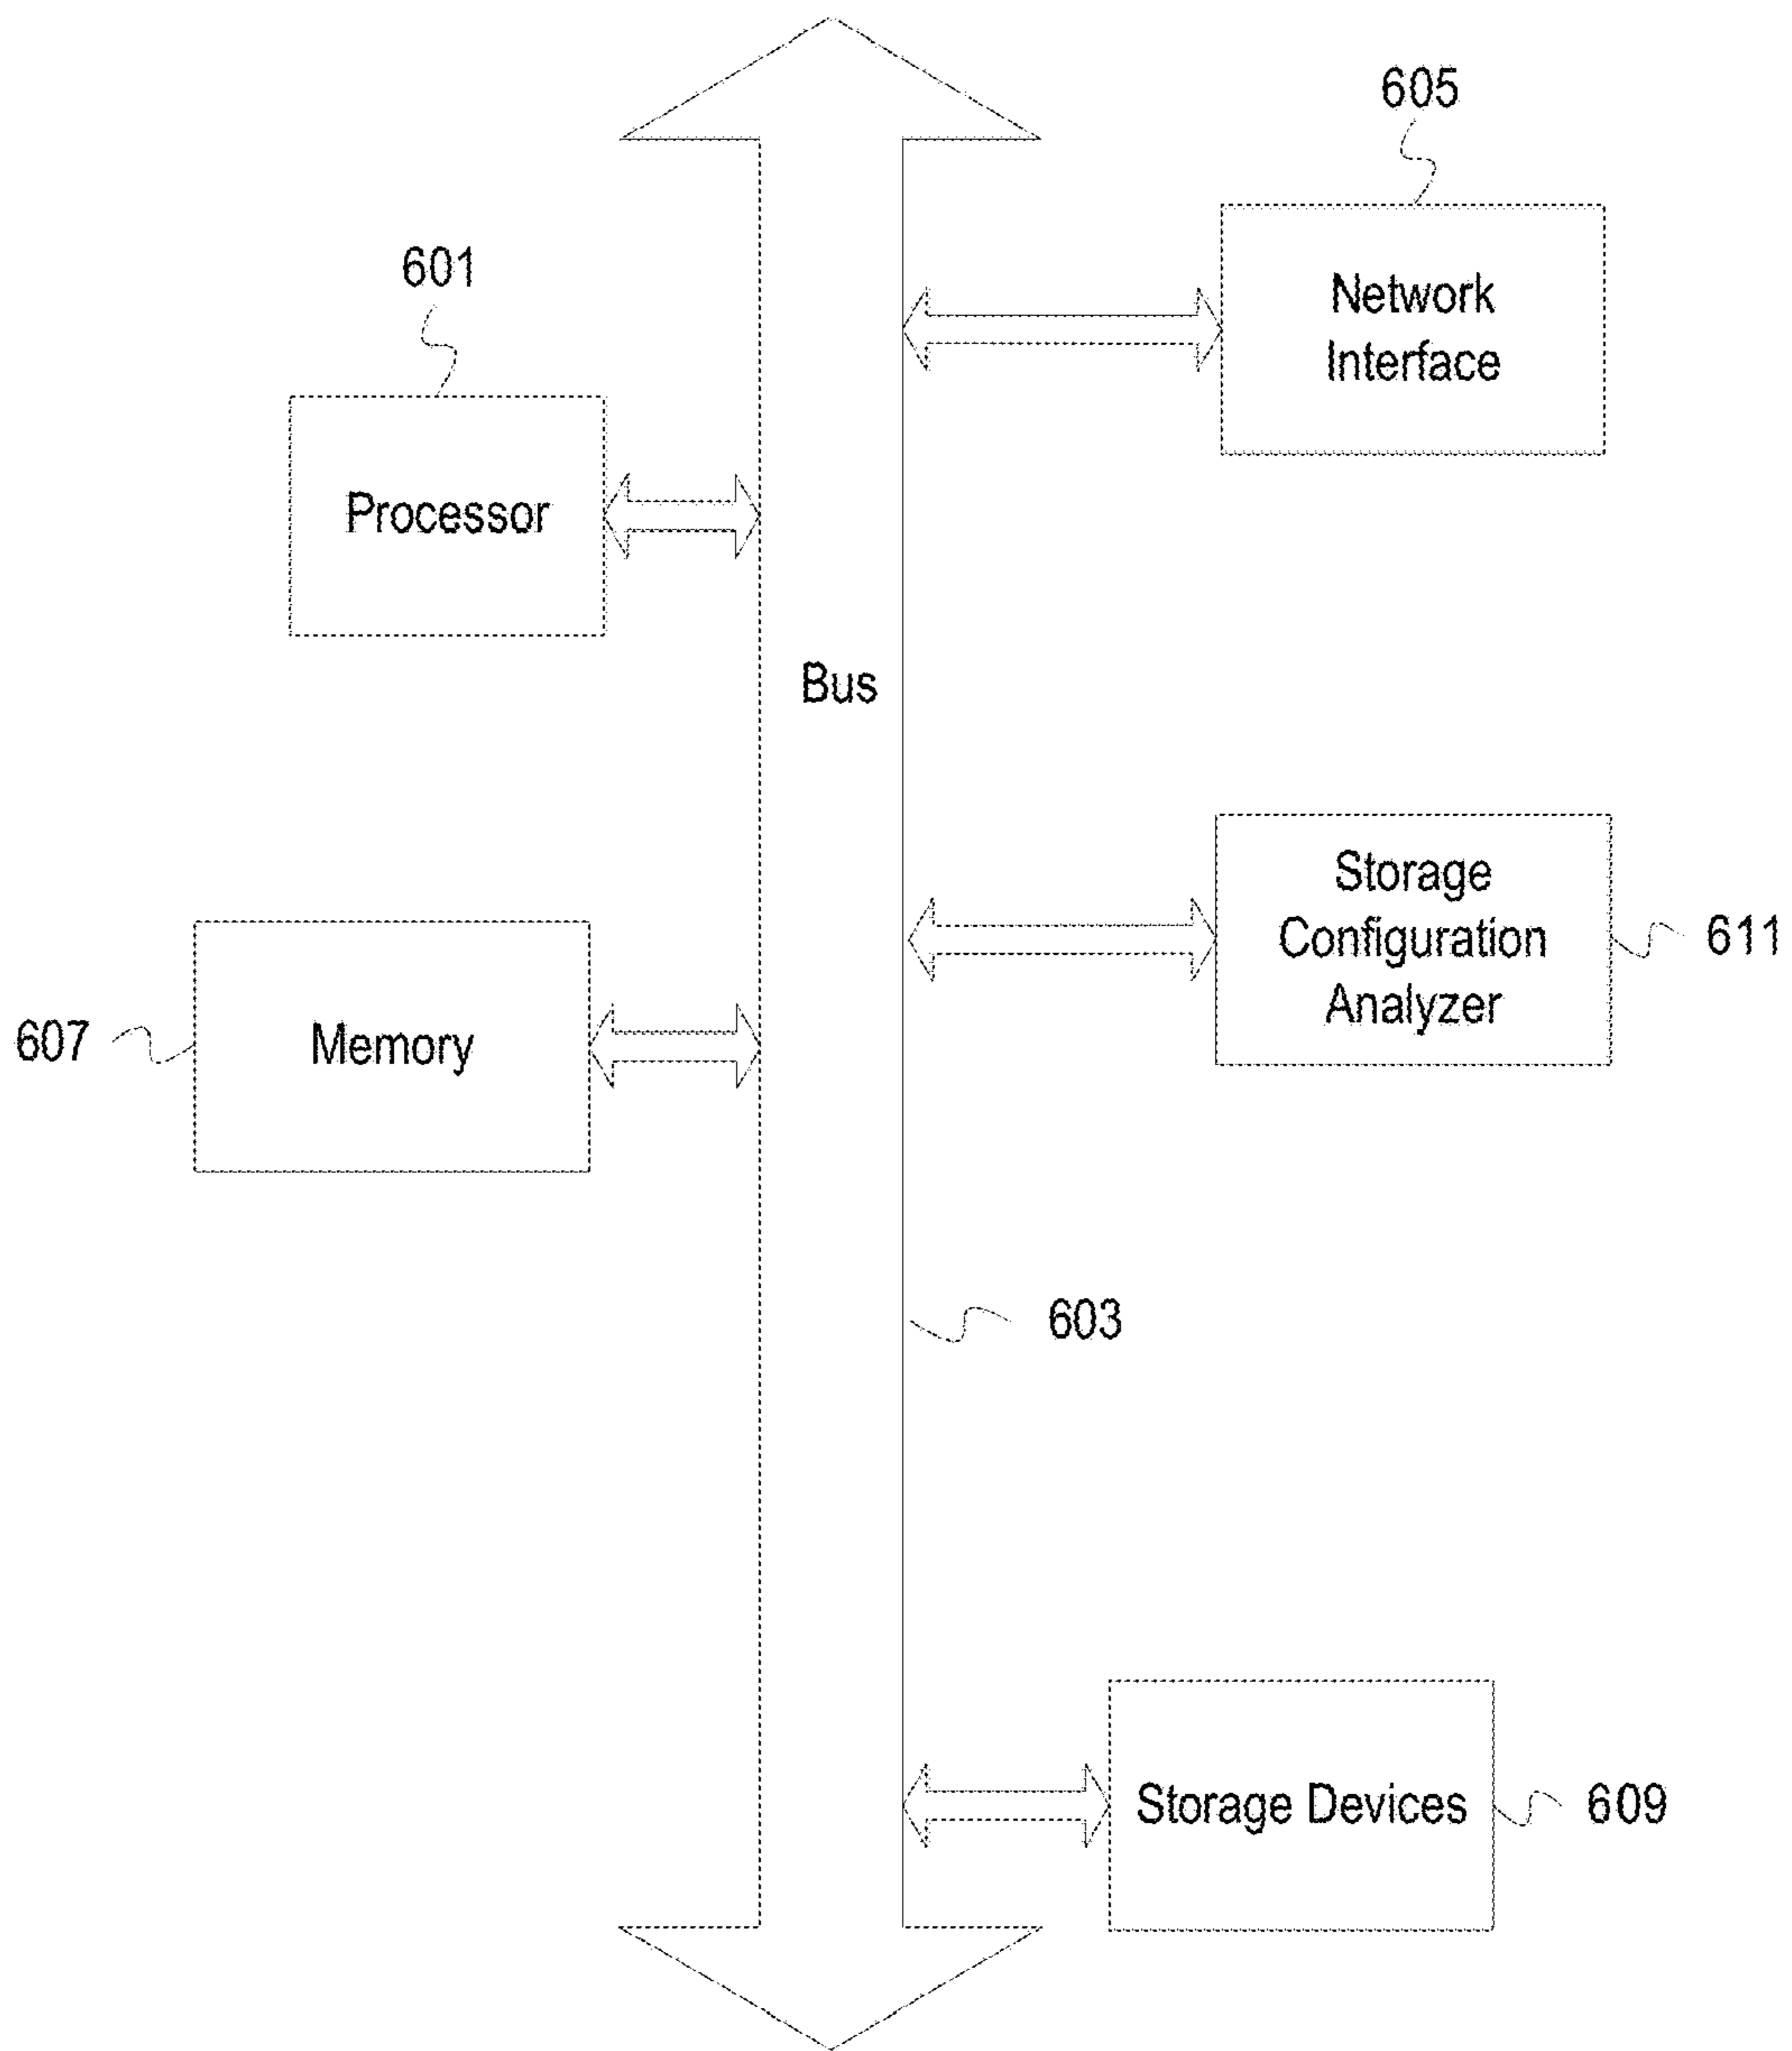 605
Network
Interface
601
Processor
Bus
Storage
Configuration
Analyzer
611
607
Memory
603
Storage Devices
609